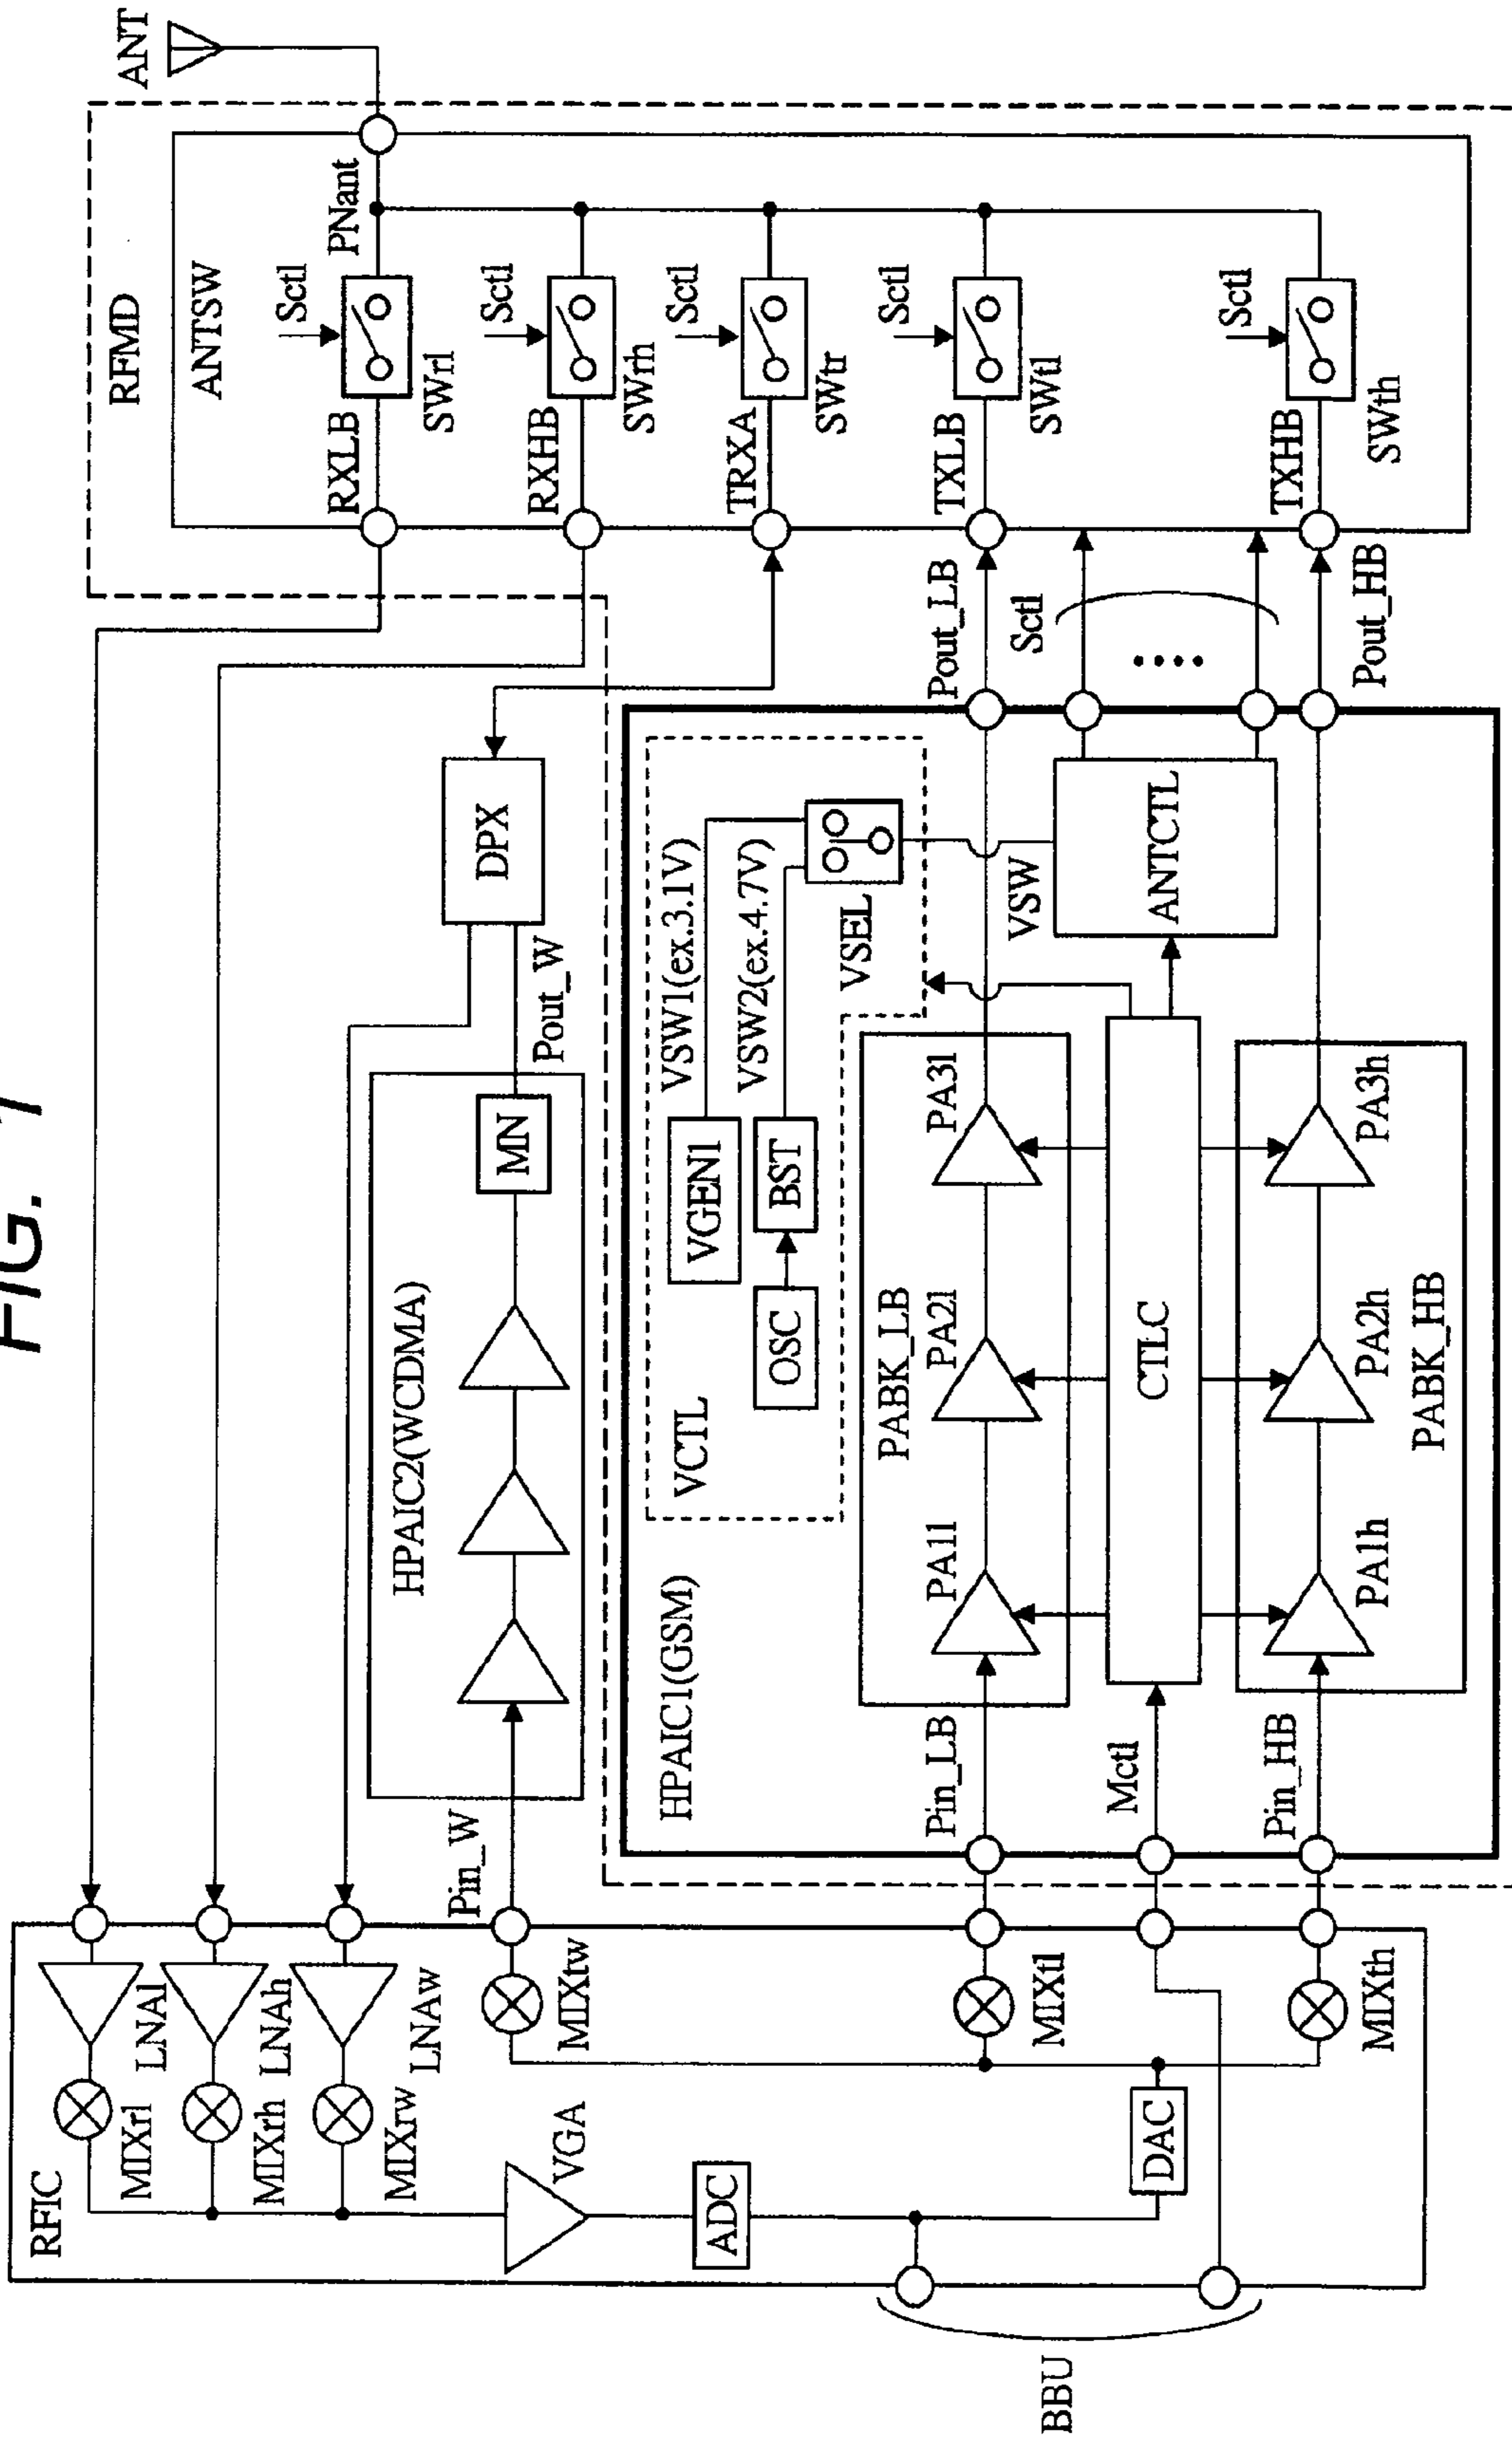 FIG. 1
RFIC
LNAl
MIXrl
LNAh
MIXrh
LNAw
MIXrw
VGA
ADC
DAC
MIXtw
MIXtl
MIXth
BBU
Pin_W
HPAIC2(WCDMA)
MN
Pout_W
DPX
HPAIC1(GSM)
VCTL
VGEN1
VSW1(ex.3.1V)
OSC
BST
VSW2(ex.4.7V)
VSEL
VSW
PABK_LB
Pin_LB
PA1l
PA2l
PA3l
Pout_LB
Mctl
CTLC
ANTCTL
Sctl
Pin_HB
PA1h
PA2h
PA3h
PABK_HB
Pout_HB
RFMD
ANTSW
ANT
PNant
RXLB
Sctl
SWrl
RXHB
Sctl
SWrh
TRXA
Sctl
SWtr
TXLB
Sctl
SWtl
TXHB
Sctl
SWth